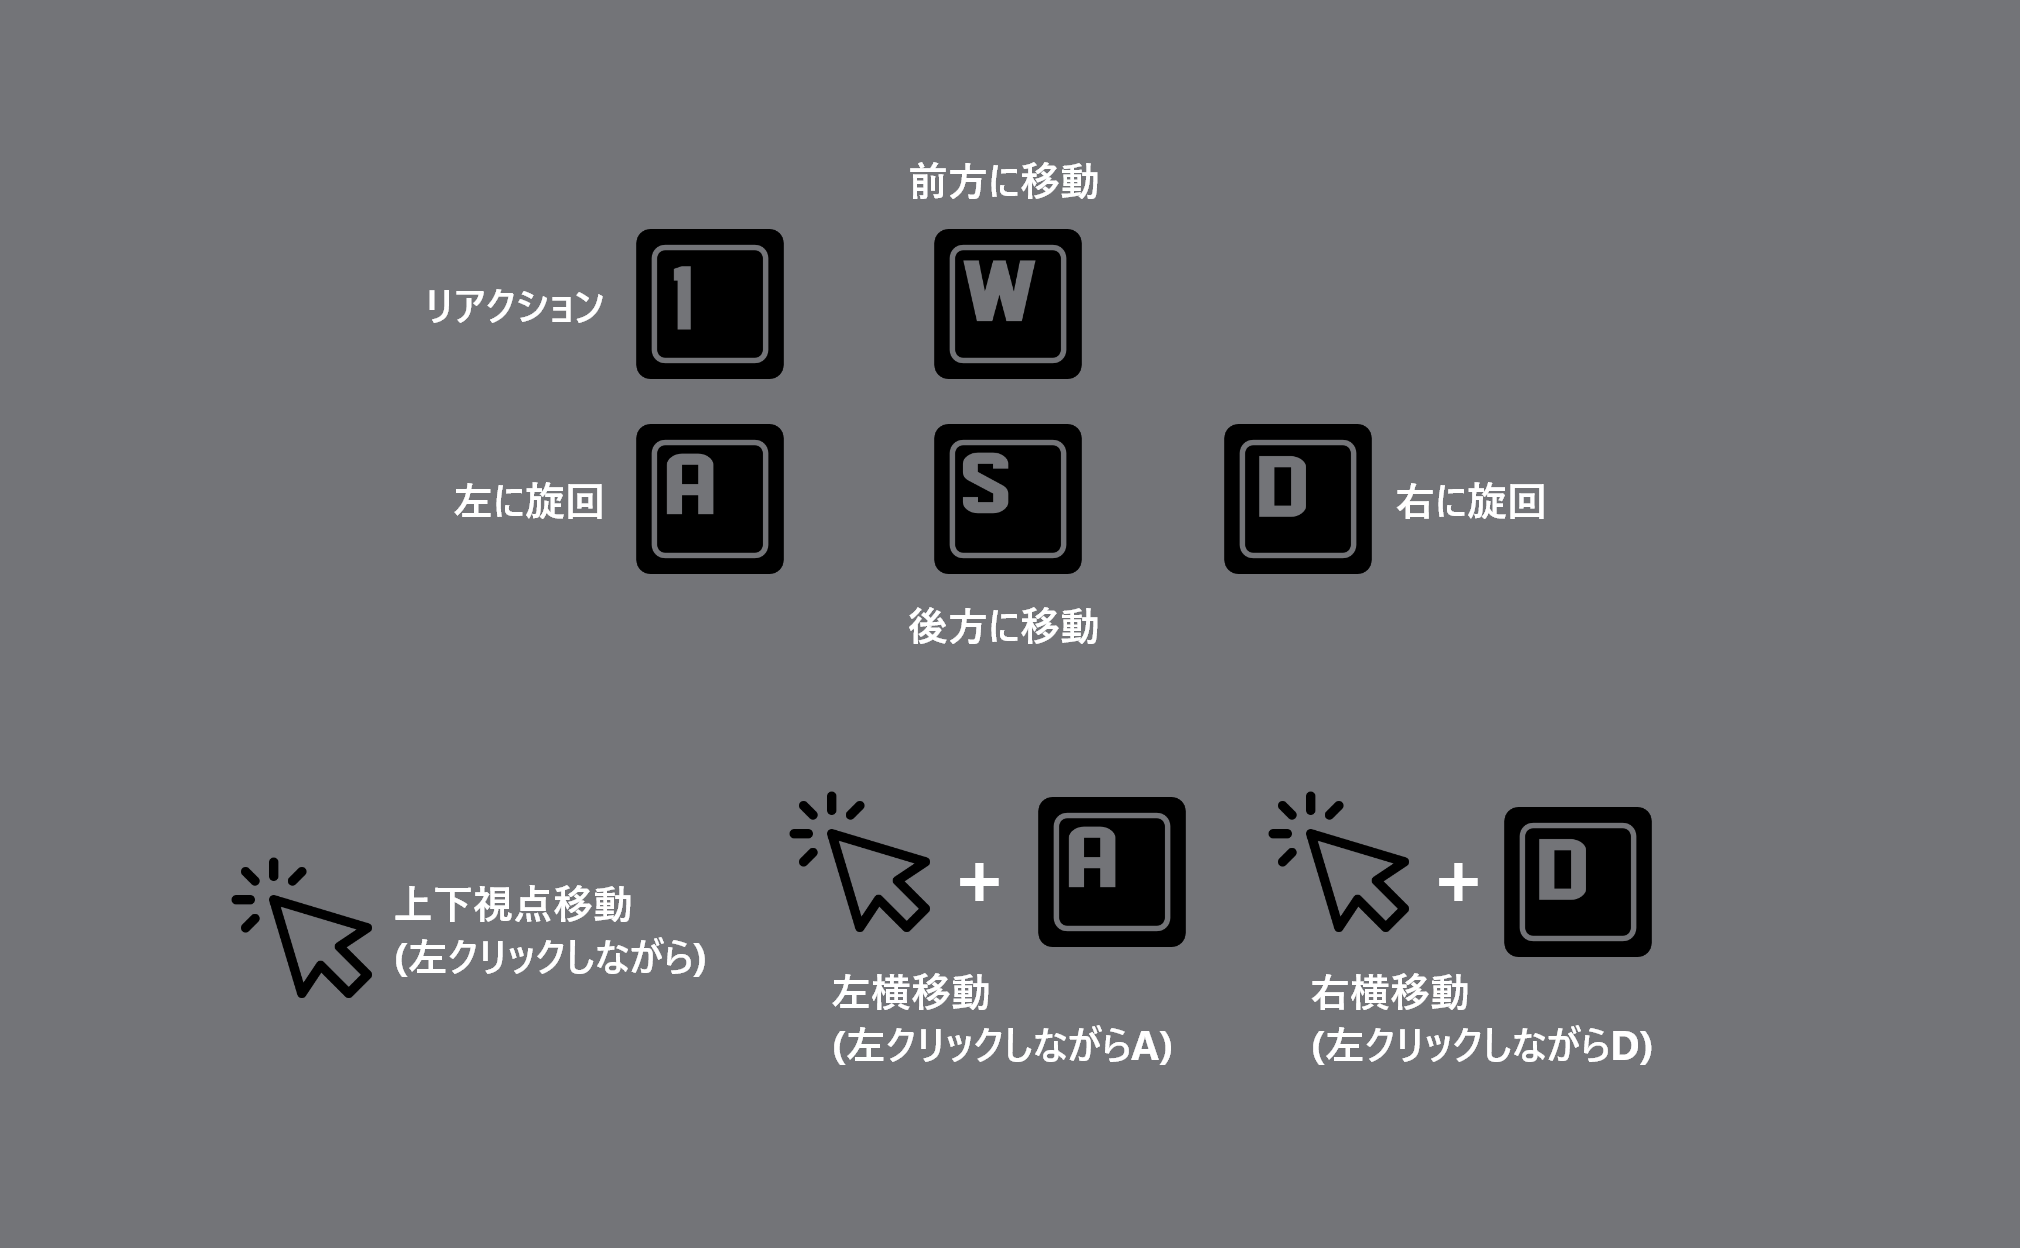 前方に移動
リアクション
1
W
左に旋回
A
S
D
右に旋回
後方に移動
上下視点移動
(左クリックしながら)
+
A
左横移動
(左クリックしながらA)
+
D
右横移動
(左クリックしながらD)